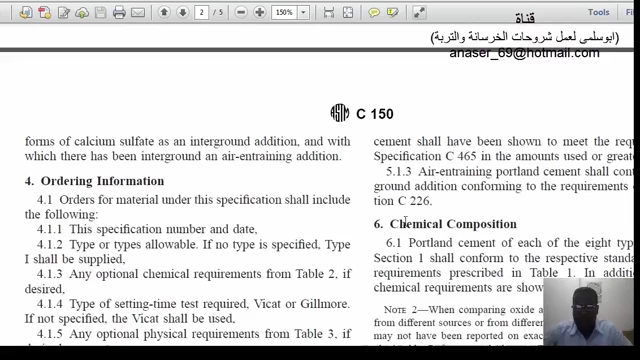 2 / 5
150%
Tools
Fi
قناة
(ابوسلمى لعمل شروحات الخرسانة والتربة)
anaser_69@hotmail.com
ASTM C 150
forms of calcium sulfate as an interground addition, and with
which there has been interground an air-entraining addition.
4. Ordering Information
4.1 Orders for material under this specification shall include
the following:
4.1.1 This specification number and date,
4.1.2 Type or types allowable. If no type is specified, Type
I shall be supplied,
4.1.3 Any optional chemical requirements from Table 2, if
desired,
4.1.4 Type of setting-time test required, Vicat or Gillmore.
If not specified, the Vicat shall be used,
4.1.5 Any optional physical requirements from Table 3, if
cement shall have been shown to meet the requ
Specification C 465 in the amounts used or greate
5.1.3 Air-entraining portland cement shall cont
ground addition conforming to the requirements o
tion C 226.
6. Chemical Composition
6.1 Portland cement of each of the eight typ
Section 1 shall conform to the respective standa
requirements prescribed in Table 1. In additio
chemical requirements are show
NOTE 2—When comparing oxide a
from different sources or from differen
may not have been reported on exac